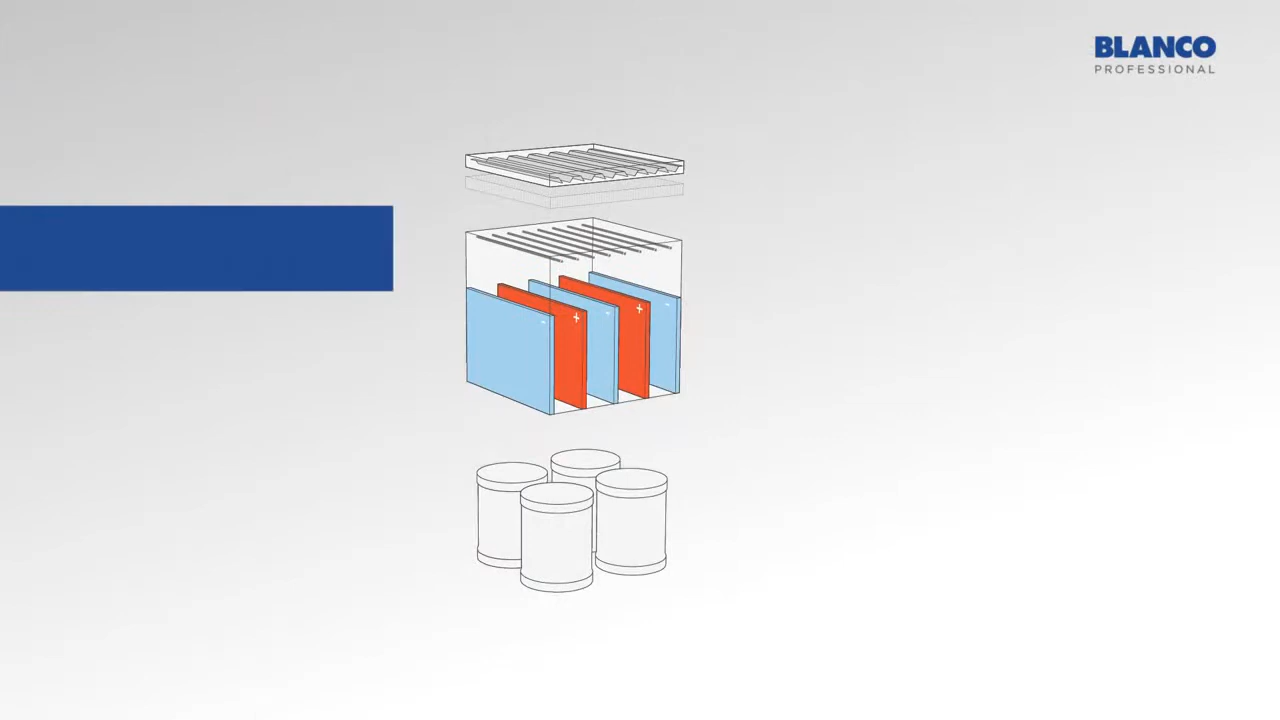 BLANCO
PROFESSIONAL
-
+
-
+
-